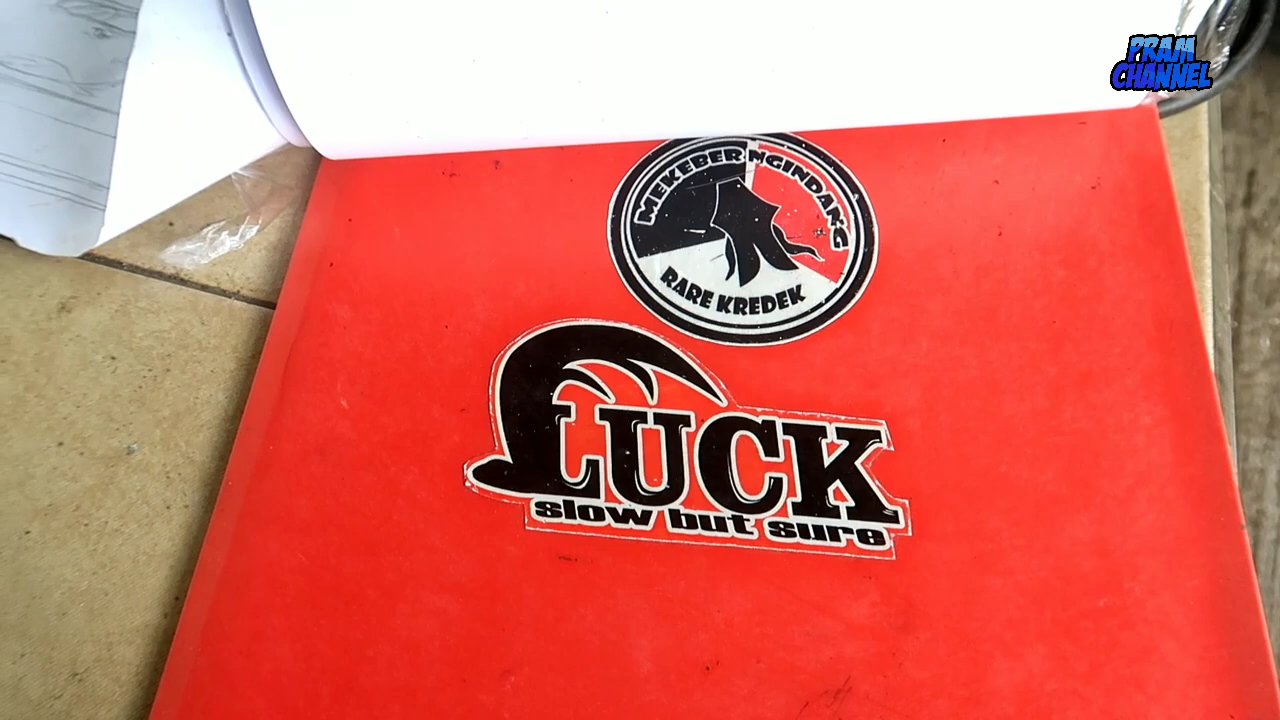 PRAM
CHANNEL
MEKEBER NGINDANG
RARE KREDEK
LUCK
slow but sure